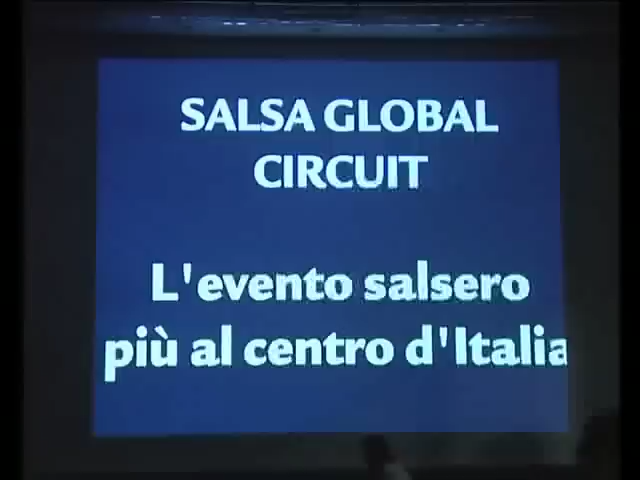 SALSA GLOBAL
CIRCUIT
L'evento salsero
più al centro d'Italia